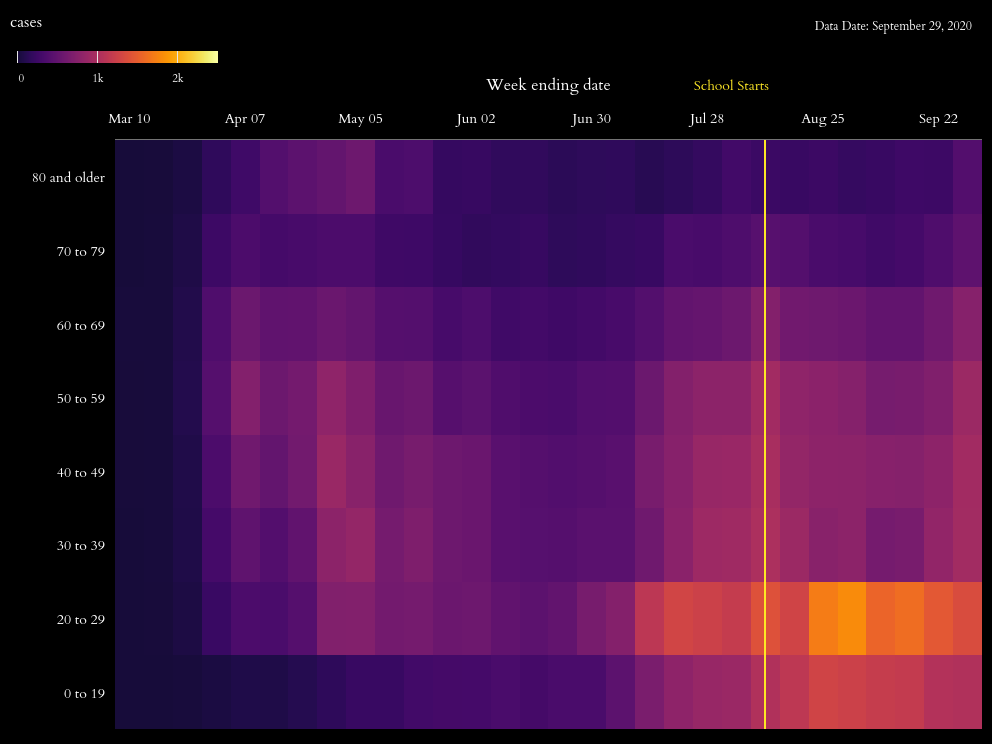 cases
Data Date: September 29, 2020
0 1k 2k
Week ending date
School Starts
Mar 10 Apr 07 May 05 Jun 02 Jun 30 Jul 28 Aug 25 Sep 22
80 and older
70 to 79
60 to 69
50 to 59
40 to 49
30 to 39
20 to 29
0 to 19